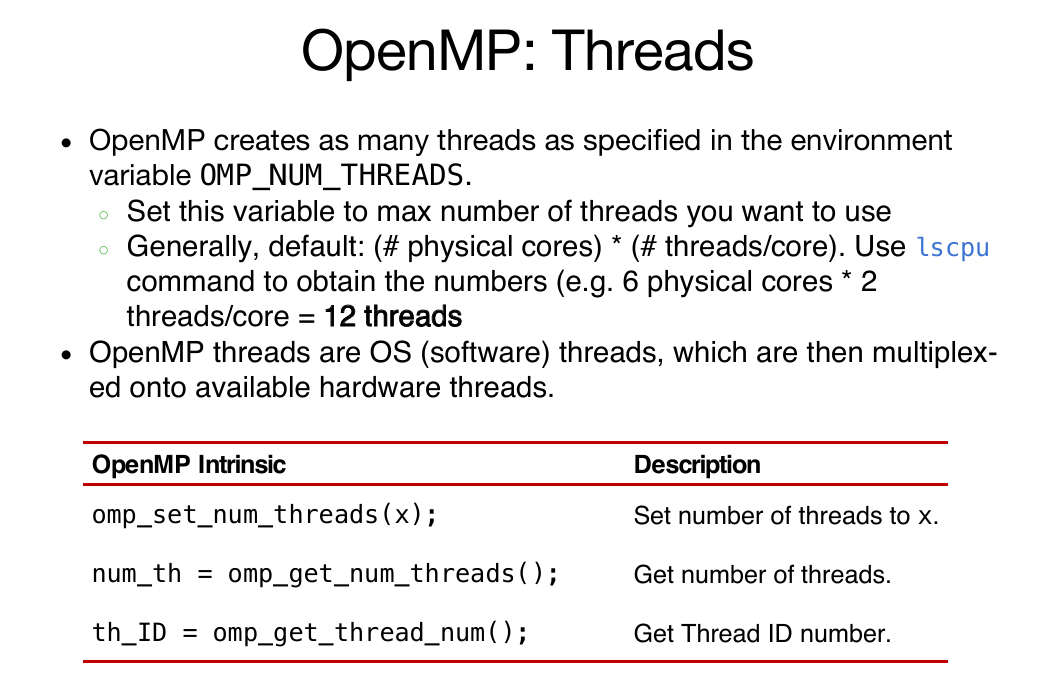 OpenMP: Threads
• OpenMP creates as many threads as specified in the environment
variable OMP_NUM_THREADS.
○ Set this variable to max number of threads you want to use
○ Generally, default: (# physical cores) * (# threads/core). Use lscpu
command to obtain the numbers (e.g. 6 physical cores * 2
threads/core = 12 threads
• OpenMP threads are OS (software) threads, which are then multiplex-
ed onto available hardware threads.
OpenMP Intrinsic Description
omp_set_num_threads(x); Set number of threads to x.
num_th = omp_get_num_threads(); Get number of threads.
th_ID = omp_get_thread_num(); Get Thread ID number.